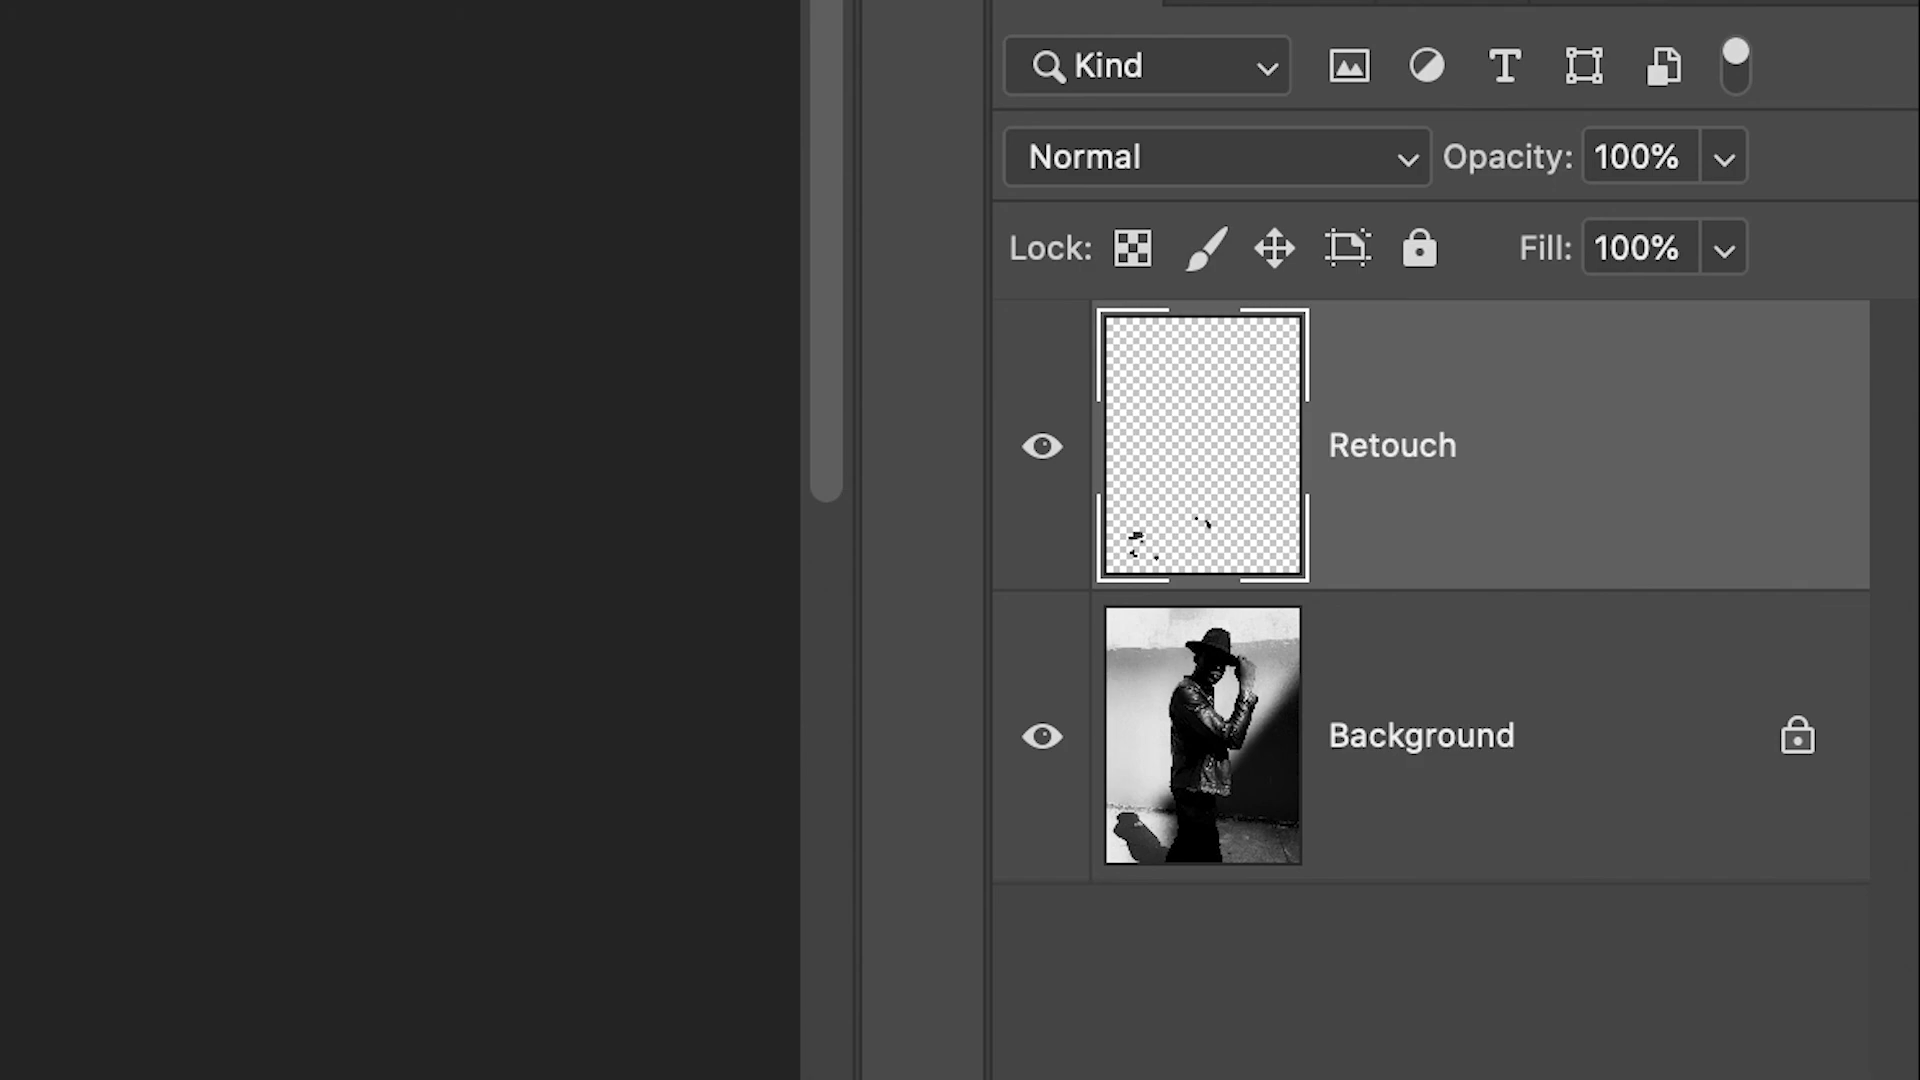 Kind
Normal Opacity: 100%
Lock: Fill: 100%
Retouch
Background